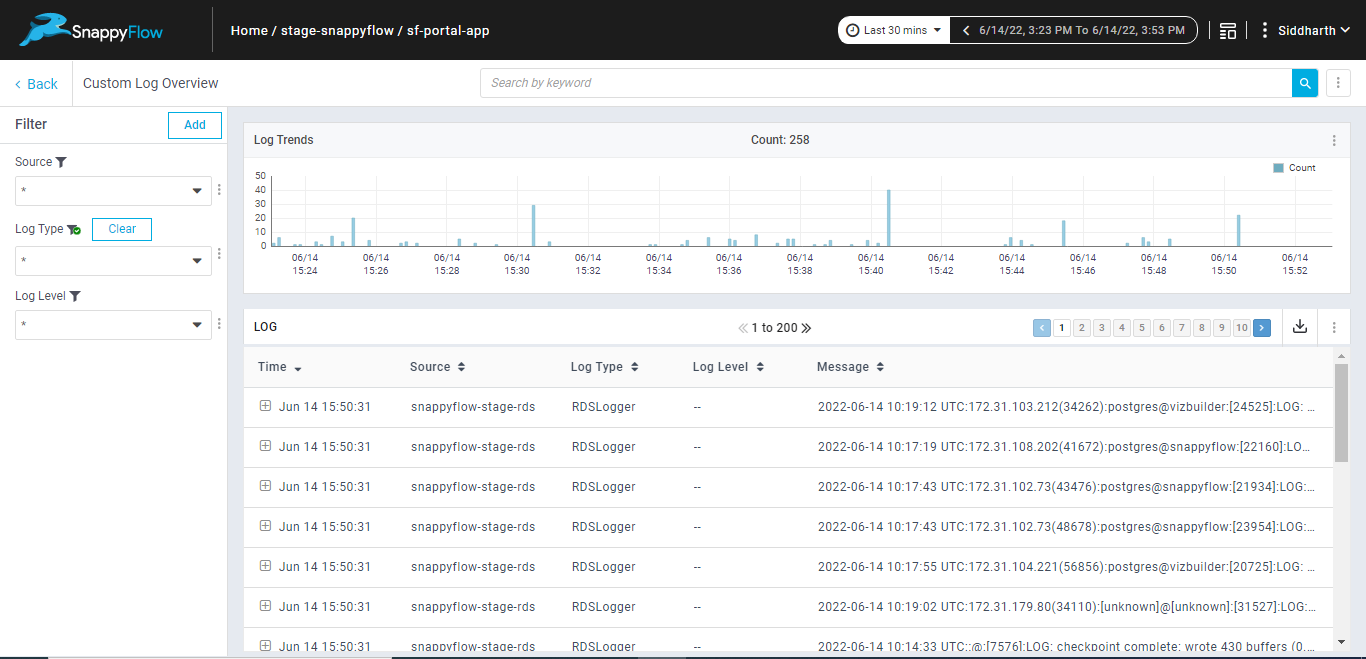 SnappyFlow
Home / stage-snappyflow / sf-portal-app
Last 30 mins
6/14/22, 3:23 PM To 6/14/22, 3:53 PM
Siddharth
Back
Custom Log Overview
Search by keyword
Filter
Add
Source
*
Log Type
Clear
*
Log Level
*
Log Trends
Count: 258
Count
50
40
30
20
10
0
06/14 06/14 06/14 06/14 06/14 06/14 06/14 06/14 06/14 06/14 06/14 06/14 06/14 06/14 06/14
15:24 15:26 15:28 15:30 15:32 15:34 15:36 15:38 15:40 15:42 15:44 15:46 15:48 15:50 15:52
LOG
1 to 200
1 2 3 4 5 6 7 8 9 10
Time Source Log Type Log Level Message
Jun 14 15:50:31 snappyflow-stage-rds RDSLogger -- 2022-06-14 10:19:12 UTC:172.31.103.212(34262):postgres@vizbuilder:[24525]:LOG: ...
Jun 14 15:50:31 snappyflow-stage-rds RDSLogger -- 2022-06-14 10:17:19 UTC:172.31.108.202(41672):postgres@snappyflow:[22160]:LO...
Jun 14 15:50:31 snappyflow-stage-rds RDSLogger -- 2022-06-14 10:17:43 UTC:172.31.102.73(43476):postgres@snappyflow:[21934]:LOG:...
Jun 14 15:50:31 snappyflow-stage-rds RDSLogger -- 2022-06-14 10:17:43 UTC:172.31.102.73(48678):postgres@snappyflow:[23954]:LOG:...
Jun 14 15:50:31 snappyflow-stage-rds RDSLogger -- 2022-06-14 10:17:55 UTC:172.31.104.221(56856):postgres@vizbuilder:[20725]:LOG: ...
Jun 14 15:50:31 snappyflow-stage-rds RDSLogger -- 2022-06-14 10:19:02 UTC:172.31.179.80(34110):[unknown]@[unknown]:[31527]:LOG:...
Jun 14 15:50:31 snappyflow-stage-rds RDSLogger -- 2022-06-14 10:14:33 UTC::@:[7576]:LOG: checkpoint complete: wrote 430 buffers (0.